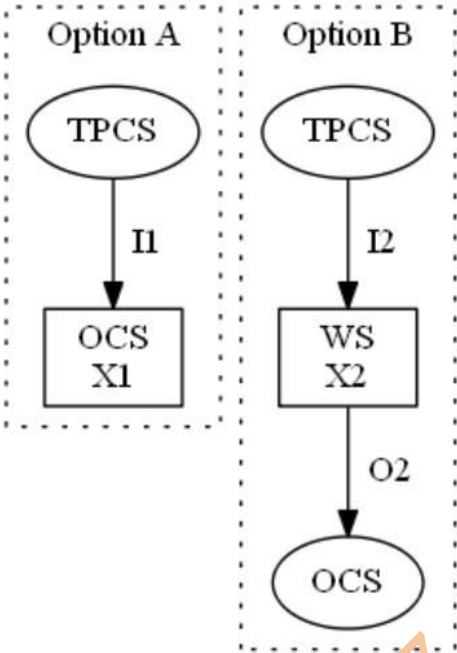 Option A
TPCS
I1
OCS
X1
Option B
TPCS
I2
WS
X2
O2
OCS